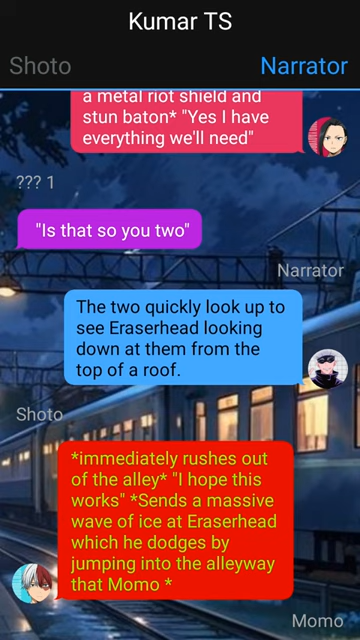 Kumar TS
Shoto
Narrator
a metal riot shield and
stun baton* "Yes I have
everything we'll need"
??? 1
"Is that so you two"
Narrator
The two quickly look up to
see Eraserhead looking
down at them from the
top of a roof.
Shoto
*immediately rushes out
of the alley* "I hope this
works" *Sends a massive
wave of ice at Eraserhead
which he dodges by
jumping into the alleyway
that Momo *
Momo